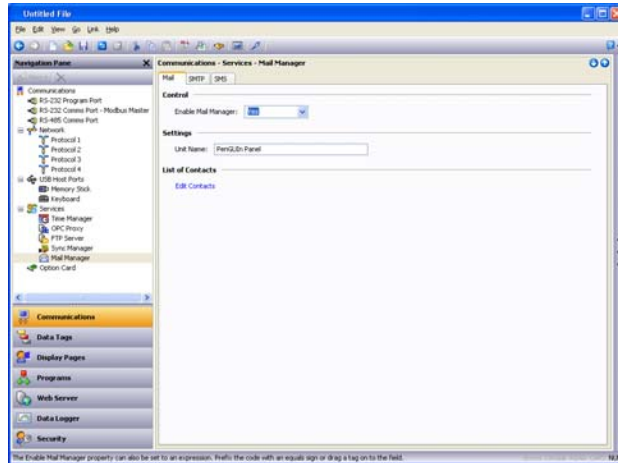 Untitled File
File Edit View Go Link Help
Navigation Pane
Communications
RS-232 Program Port
RS-232 Comms Port - Modbus Master
RS-485 Comms Port
Network
Protocol 1
Protocol 2
Protocol 3
Protocol 4
USB Host Ports
Memory Stick
Keyboard
Services
Time Manager
OPC Proxy
FTP Server
Sync Manager
Mail Manager
Option Card
Communications
Data Tags
Display Pages
Programs
Web Server
Data Logger
Security
Communications - Services - Mail Manager
Mail SMTP SMS
Control
Enable Mail Manager: Yes
Settings
Unit Name: PenGUIn Panel
List of Contacts
Edit Contacts
The Enable Mail Manager property can also be set to an expression. Prefix the code with an equals sign or drag a tag on to the field.